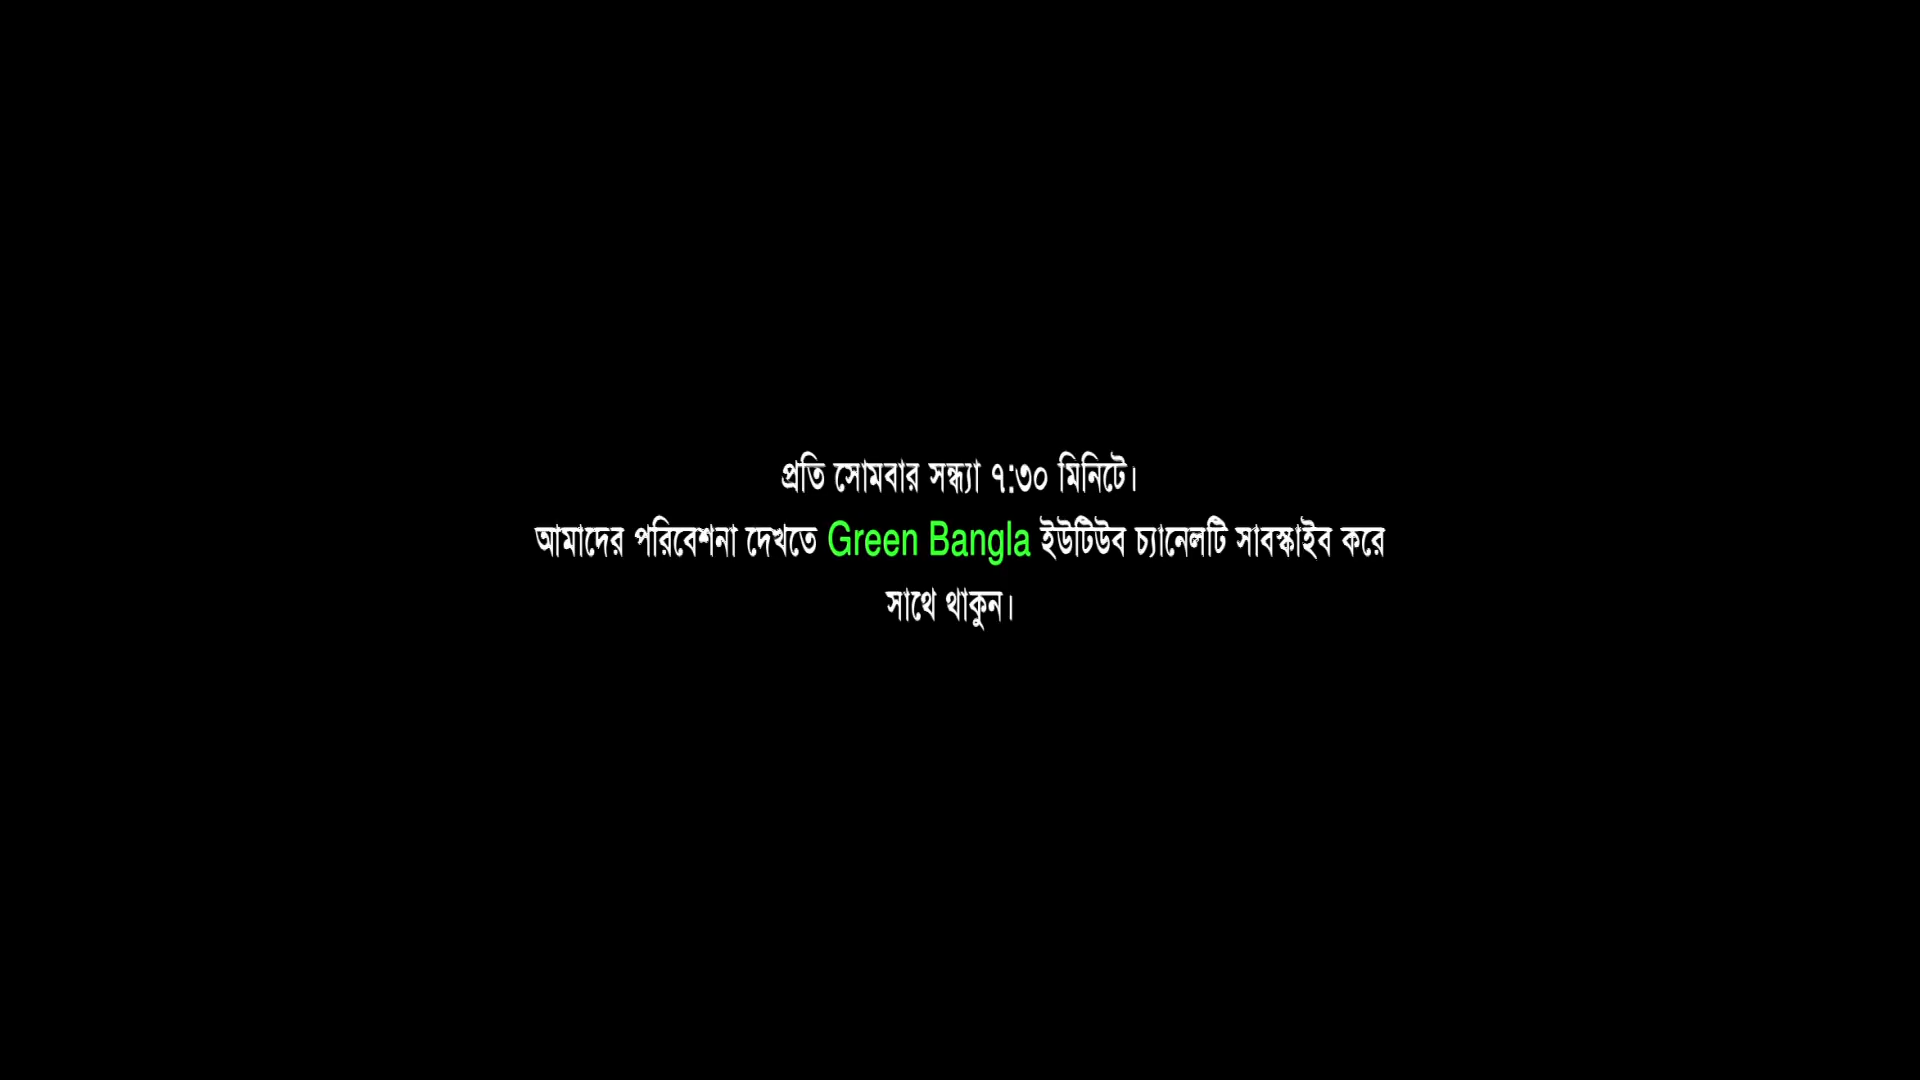 প্রতি সোমবার সন্ধ্যা ৭:৩০ মিনিটে।
আমাদের পরিবেশনা দেখতে Green Bangla ইউটিউব চ্যানেলটি সাবস্কাইব করে
সাথে থাকুন।